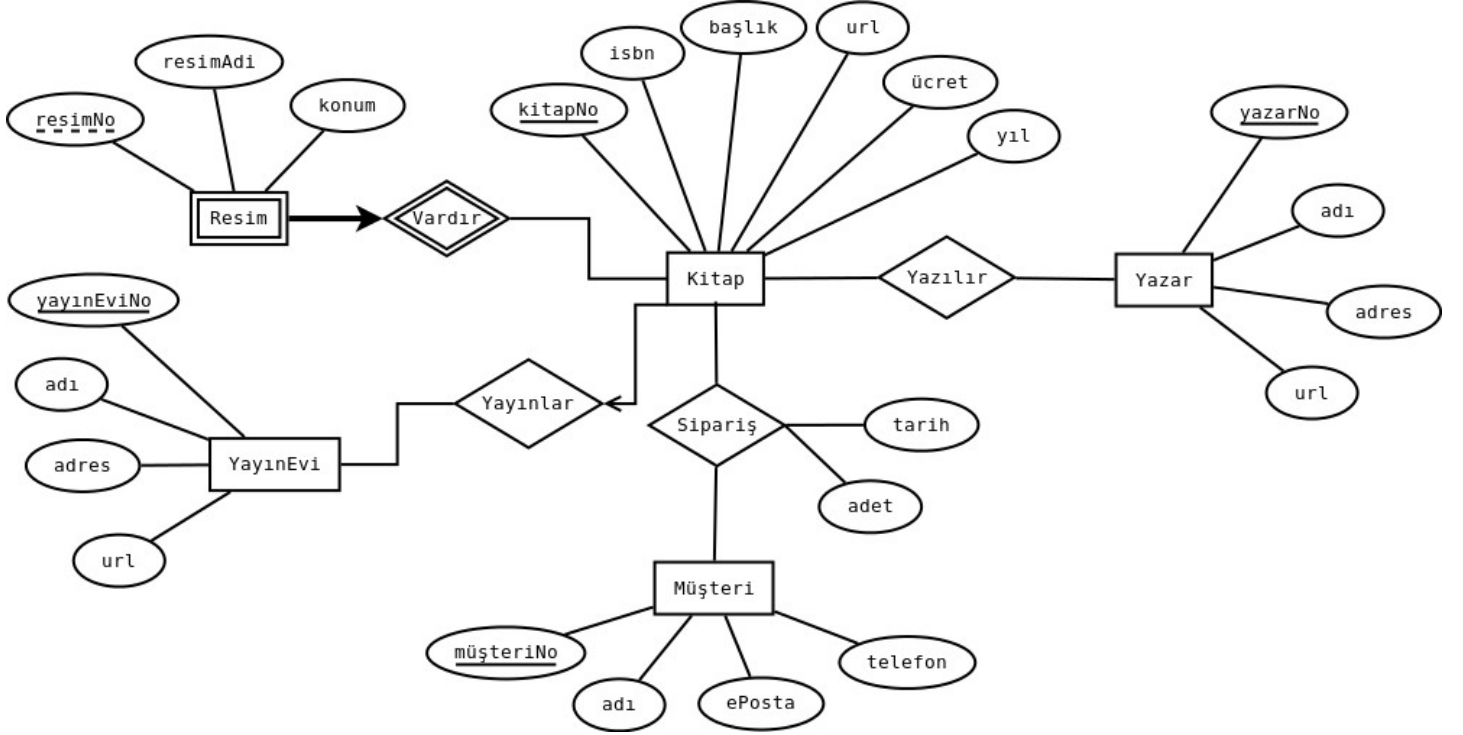 başlık
url
isbn
resimAdi
ücret
konum
kitapNo
yazarNo
resimNo
yıl
adı
Resim
Vardır
Kitap
Yazılır
Yazar
yayınEviNo
adres
adı
Yayınlar
url
Sipariş
tarih
YayınEvi
adres
adet
url
Müşteri
müşteriNo
telefon
adı
ePosta